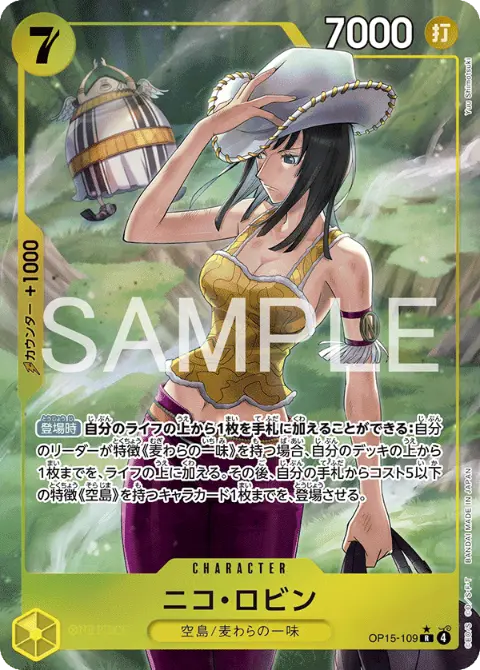 7
7000
打
Yuu Shimotsuki
カウンター +1000
SAMPLE
登場時 自分のライフの上から1枚を手札に加えることができる:自分
のリーダーが特徴《麦わらの一味》を持つ場合、自分のデッキの上から
1枚までを、ライフの上に加える。その後、自分の手札からコスト5以下
の特徴《空島》を持つキャラカード1枚までを、登場させる。
BANDAI MADE IN JAPAN
CHARACTER
ニコ・ロビン
空島/麦わらの一味
OP15-109 R 4